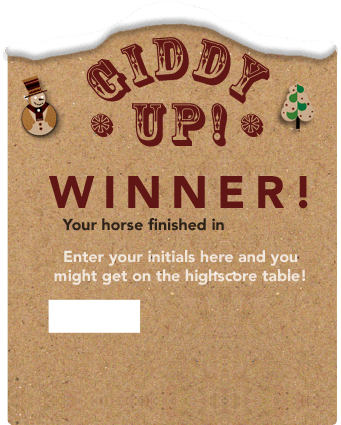 GIDDY
UP!
WINNER!
Your horse finished in
Enter your initials here and you
might get on the highscore table!